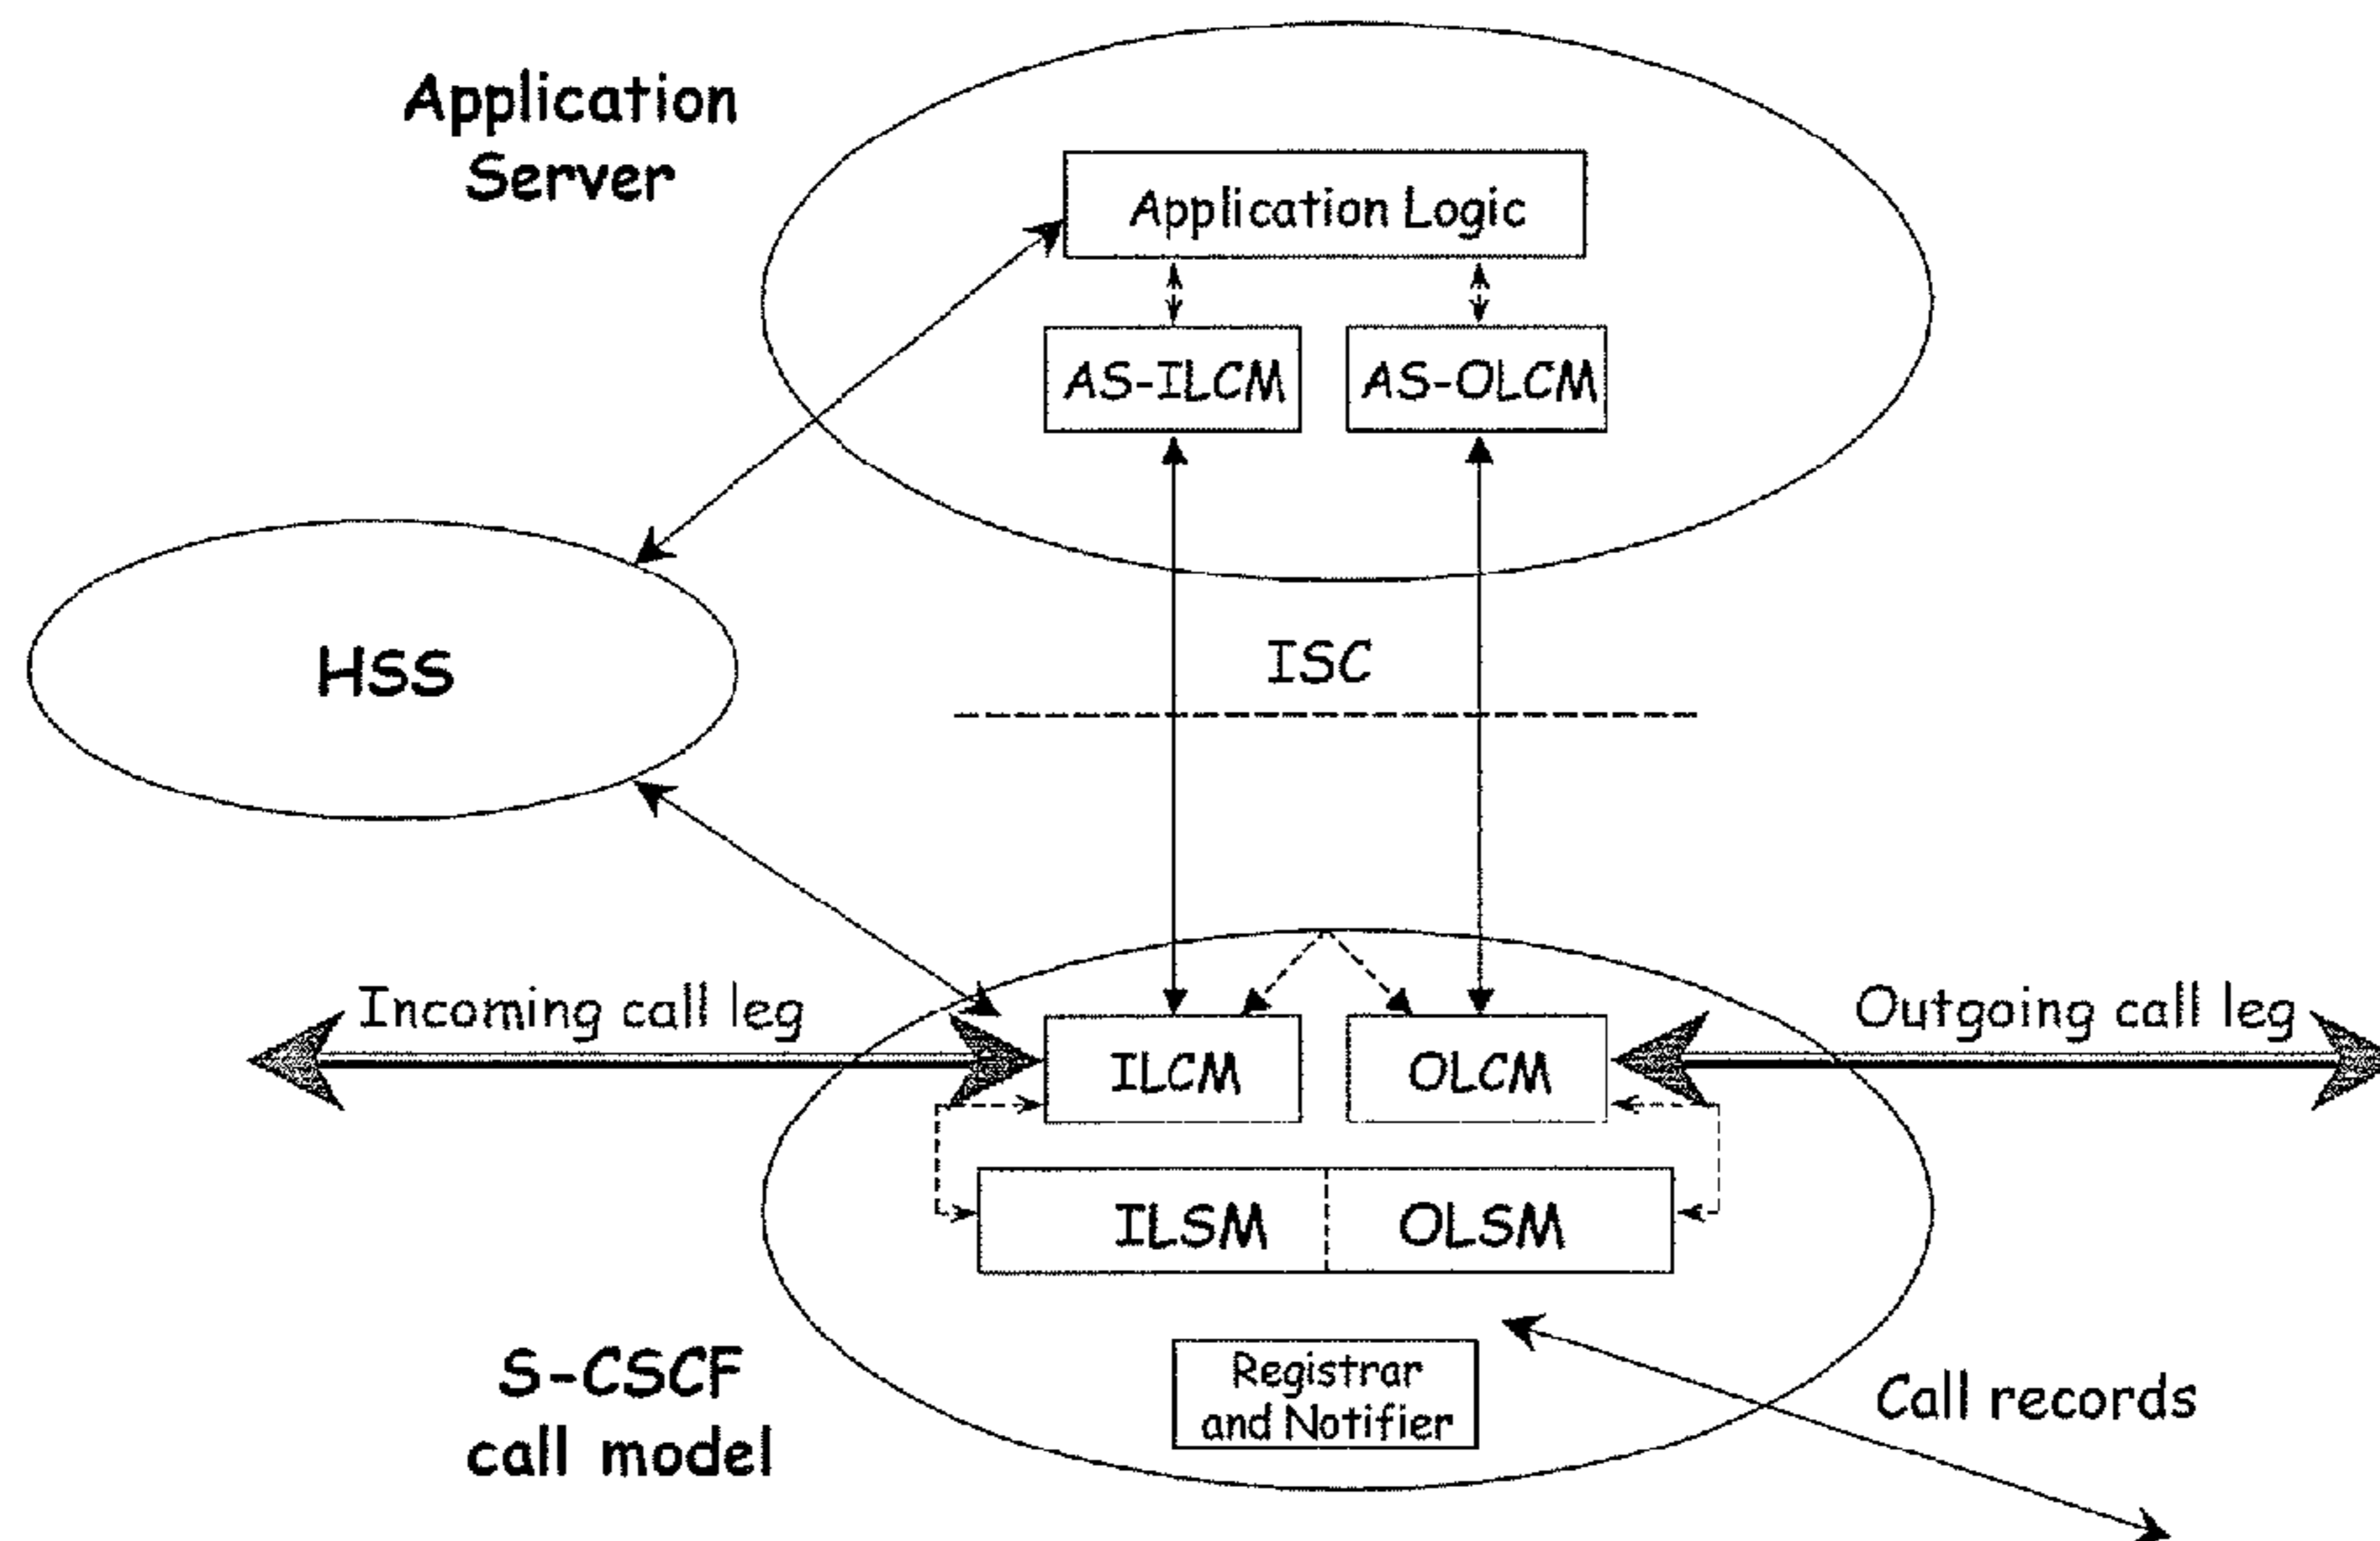 Application
Server
Application Logic
AS-ILCM
AS-OLCM
HSS
ISC
Incoming call leg
Outgoing call leg
ILCM
OLCM
ILSM
OLSM
S-CSCF
call model
Registrar
and Notifier
Call records